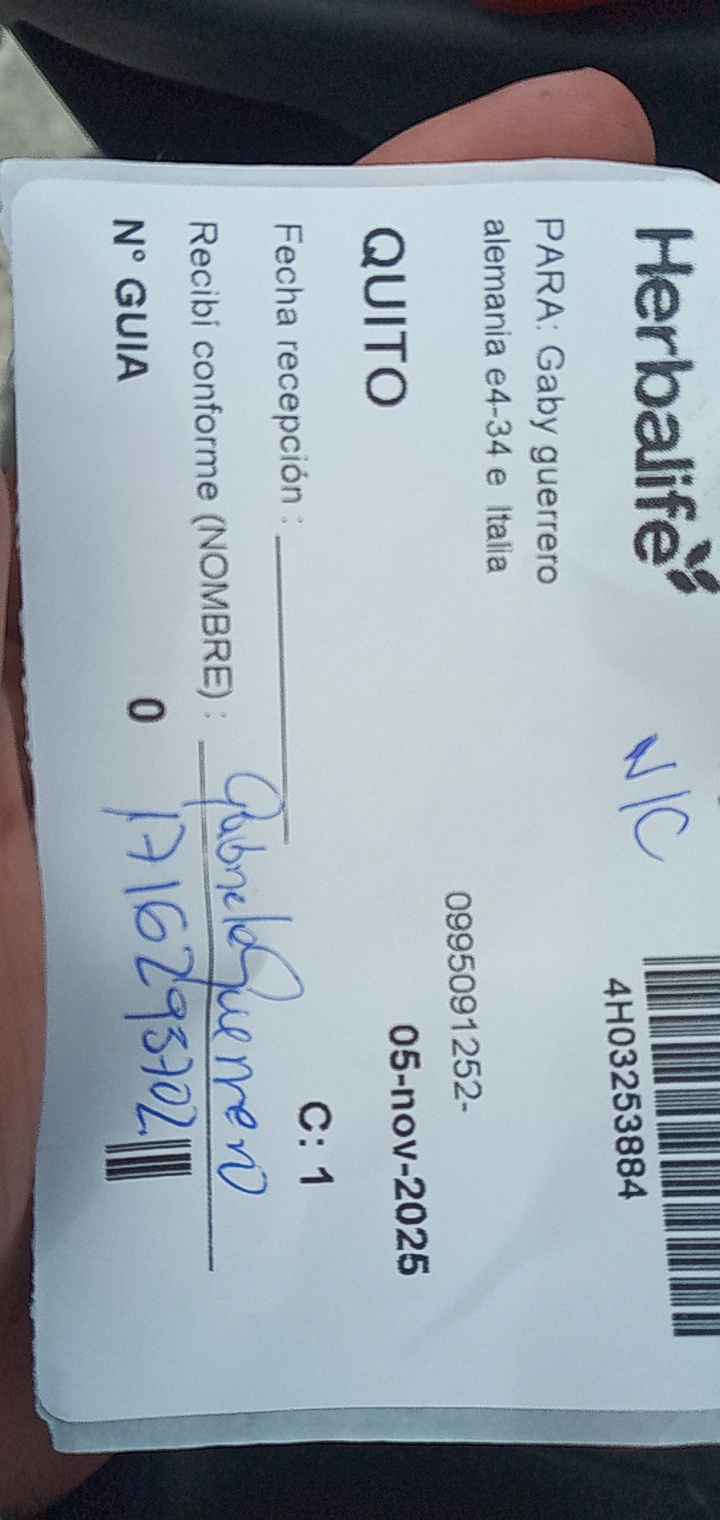 Herbalife
N/C
4H03253884
PARA: Gaby guerrero
alemania e4-34 e Italia
0995091252-
QUITO
05-nov-2025
Fecha recepción :
C: 1
Recibí conforme (NOMBRE) : Gabriela Guerrero
N° GUIA 0 1716293702